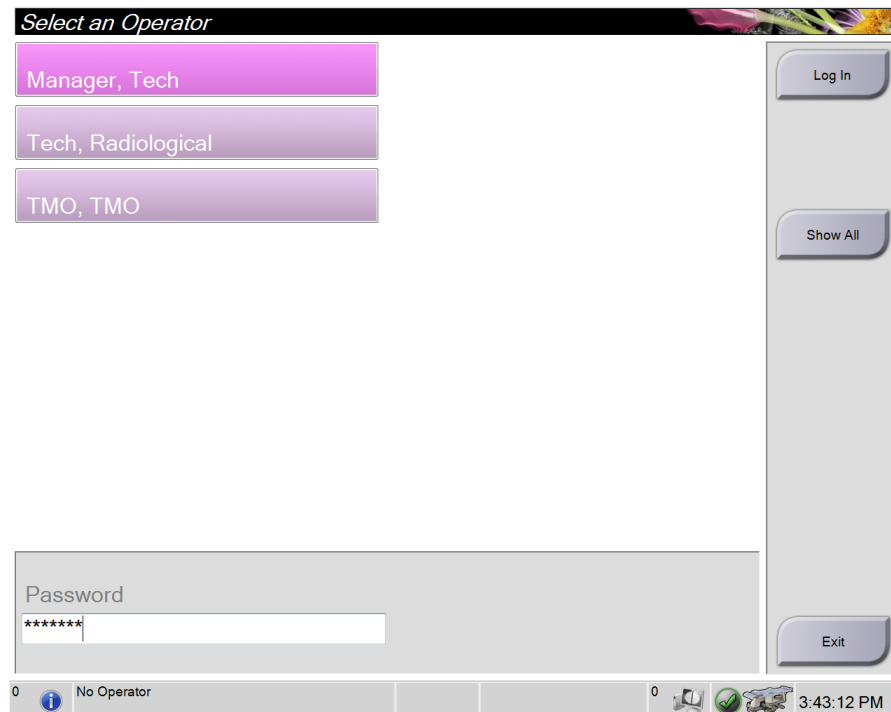 Select an Operator
Manager, Tech
Log In
Tech, Radiological
TMO, TMO
Show All
Password
*******
Exit
0 No Operator 0 3:43:12 PM